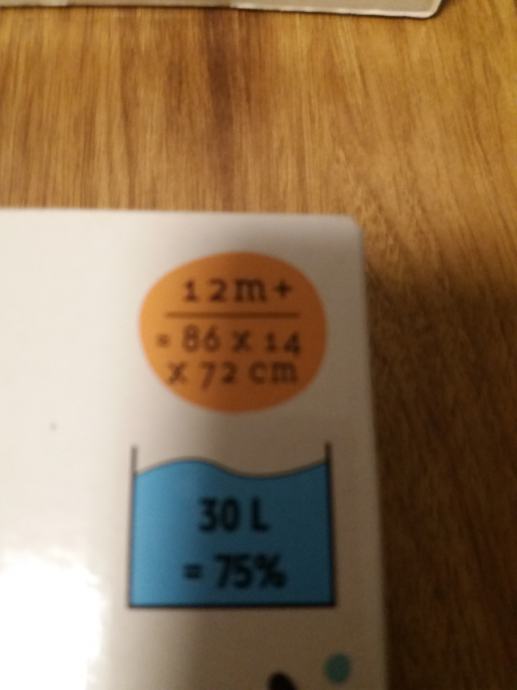 12m+
= 86 x 14
x 72 cm
30 L
= 75%